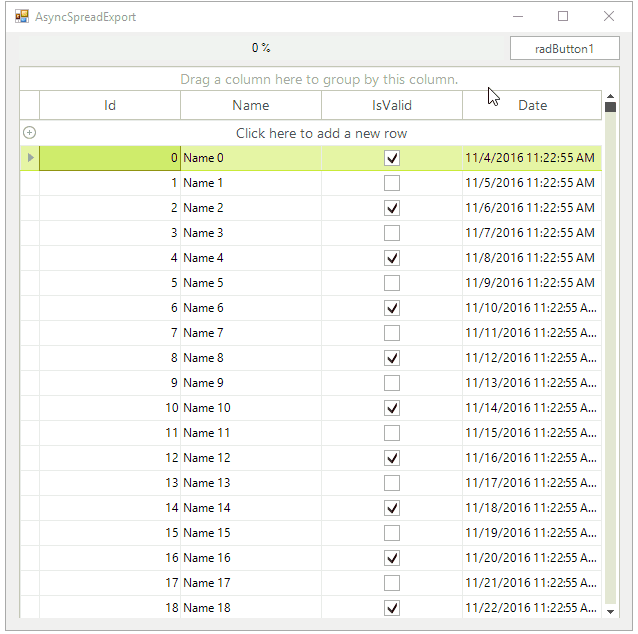 AsyncSpreadExport
0 %
radButton1
Drag a column here to group by this column.
Id Name IsValid Date
Click here to add a new row
0 Name 0 11/4/2016 11:22:55 AM
1 Name 1 11/5/2016 11:22:55 AM
2 Name 2 11/6/2016 11:22:55 AM
3 Name 3 11/7/2016 11:22:55 AM
4 Name 4 11/8/2016 11:22:55 AM
5 Name 5 11/9/2016 11:22:55 AM
6 Name 6 11/10/2016 11:22:55 A...
7 Name 7 11/11/2016 11:22:55 A...
8 Name 8 11/12/2016 11:22:55 A...
9 Name 9 11/13/2016 11:22:55 A...
10 Name 10 11/14/2016 11:22:55 A...
11 Name 11 11/15/2016 11:22:55 A...
12 Name 12 11/16/2016 11:22:55 A...
13 Name 13 11/17/2016 11:22:55 A...
14 Name 14 11/18/2016 11:22:55 A...
15 Name 15 11/19/2016 11:22:55 A...
16 Name 16 11/20/2016 11:22:55 A...
17 Name 17 11/21/2016 11:22:55 A...
18 Name 18 11/22/2016 11:22:55 A...